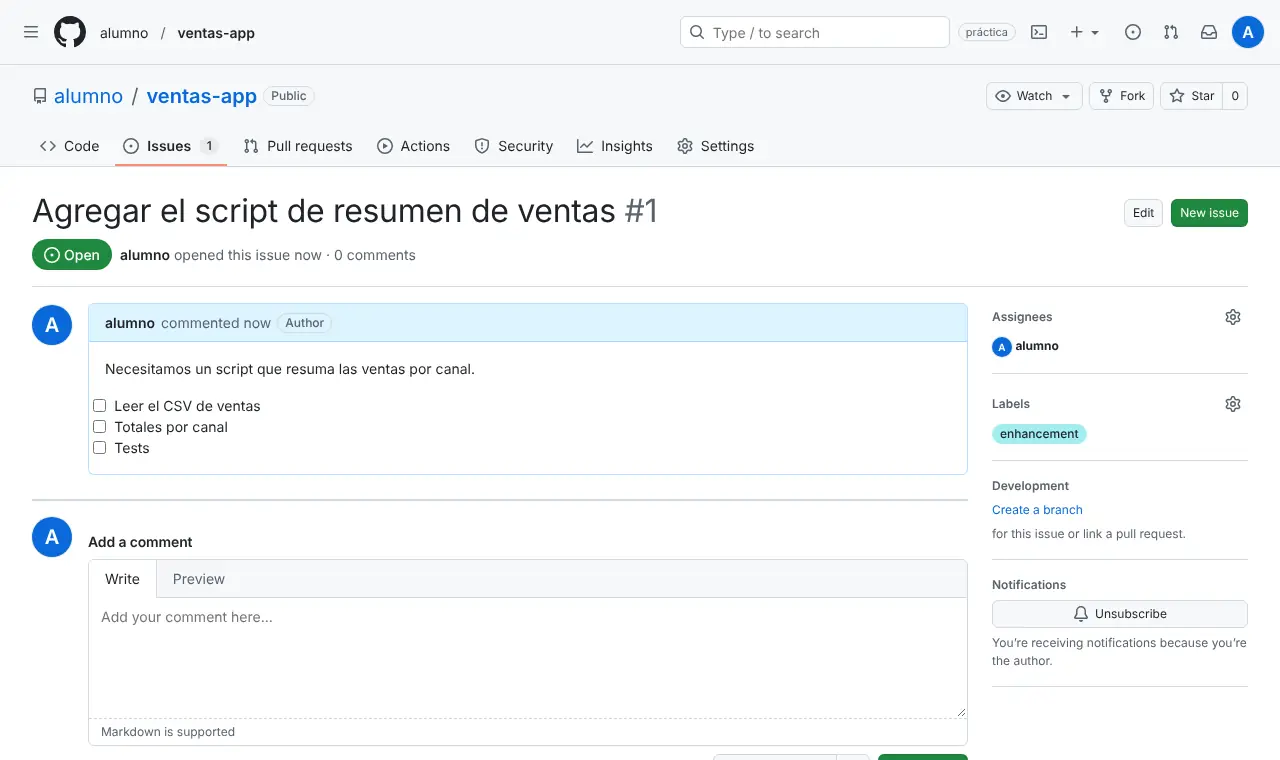 alumno / ventas-app
Type / to search
práctica
A
alumno / ventas-app Public
Watch
Fork
Star 0
Code
Issues 1
Pull requests
Actions
Security
Insights
Settings
Agregar el script de resumen de ventas #1
Edit
New issue
Open
alumno opened this issue now · 0 comments
A
alumno commented now Author
Necesitamos un script que resuma las ventas por canal.
Leer el CSV de ventas
Totales por canal
Tests
A
Add a comment
Write
Preview
Add your comment here...
Markdown is supported
Assignees
A alumno
Labels
enhancement
Development
Create a branch
for this issue or link a pull request.
Notifications
Unsubscribe
You're receiving notifications because you're
the author.